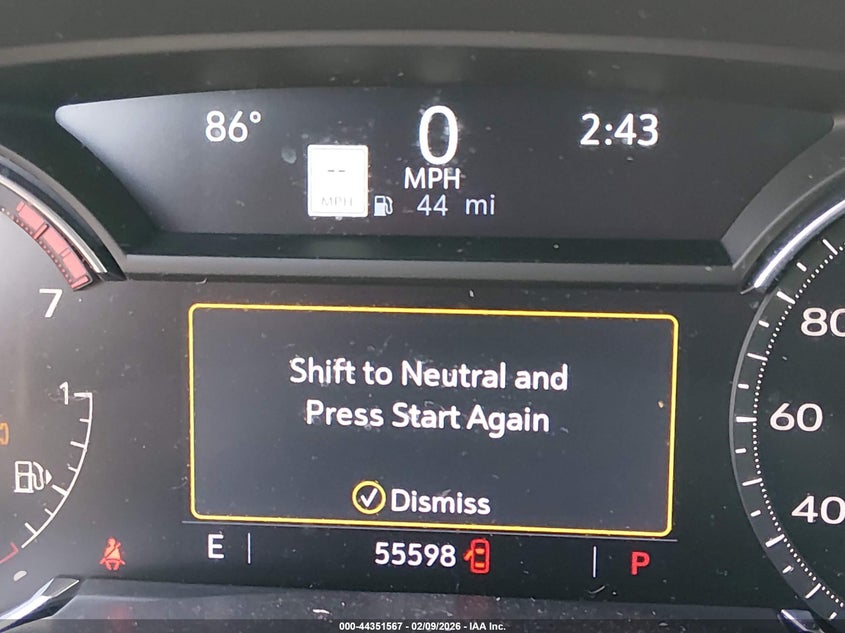 86° 0 2:43
--
MPH MPH
44 mi
7
80
Shift to Neutral and
1
Press Start Again
60
Dismiss
40
E 55598 P
000-44351567 - 02/09/2026 - IAA Inc.